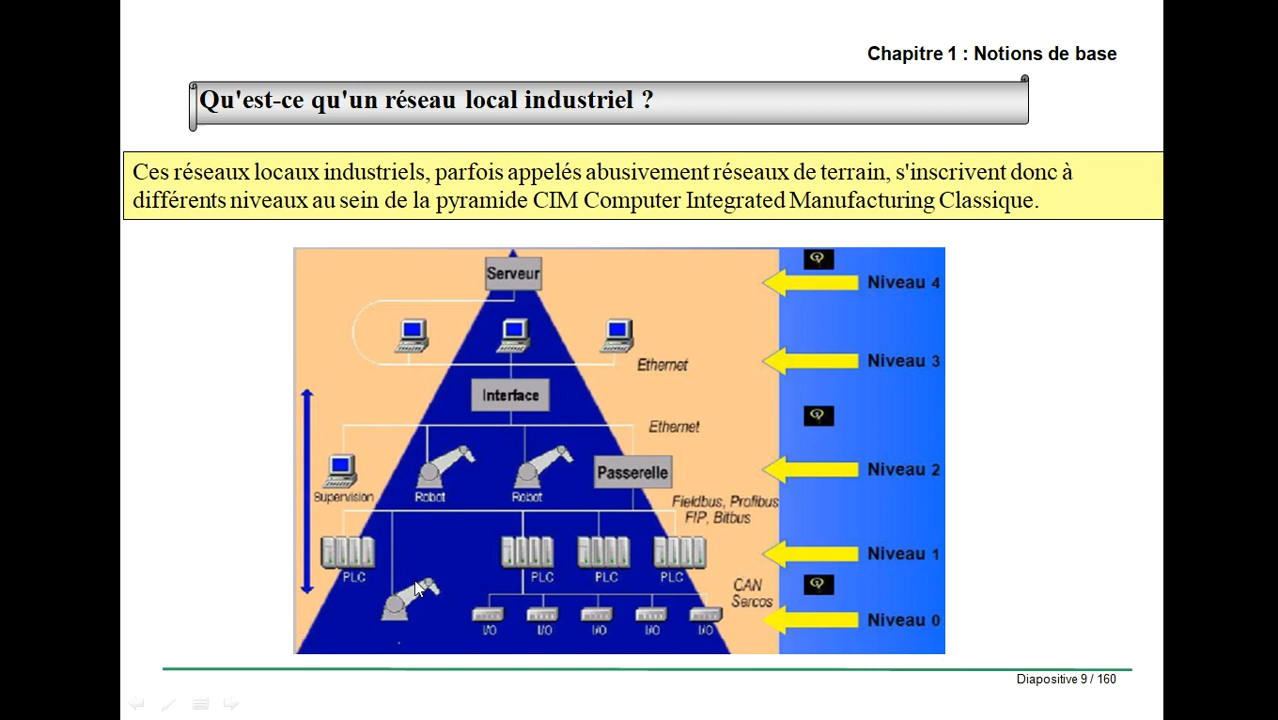 Chapitre 1 : Notions de base
Qu'est-ce qu'un réseau local industriel ?
Ces réseaux locaux industriels, parfois appelés abusivement réseaux de terrain, s'inscrivent donc à
différents niveaux au sein de la pyramide CIM Computer Integrated Manufacturing Classique.
Serveur
Niveau 4
Ethernet
Niveau 3
Interface
Ethernet
Supervision
Robot
Robot
Passerelle
Niveau 2
Fieldbus, Profibus
FIP, Bitbus
PLC
PLC
PLC
PLC
Niveau 1
CAN
Sercos
I/O
I/O
I/O
I/O
I/O
Niveau 0
Diapositive 9 / 160